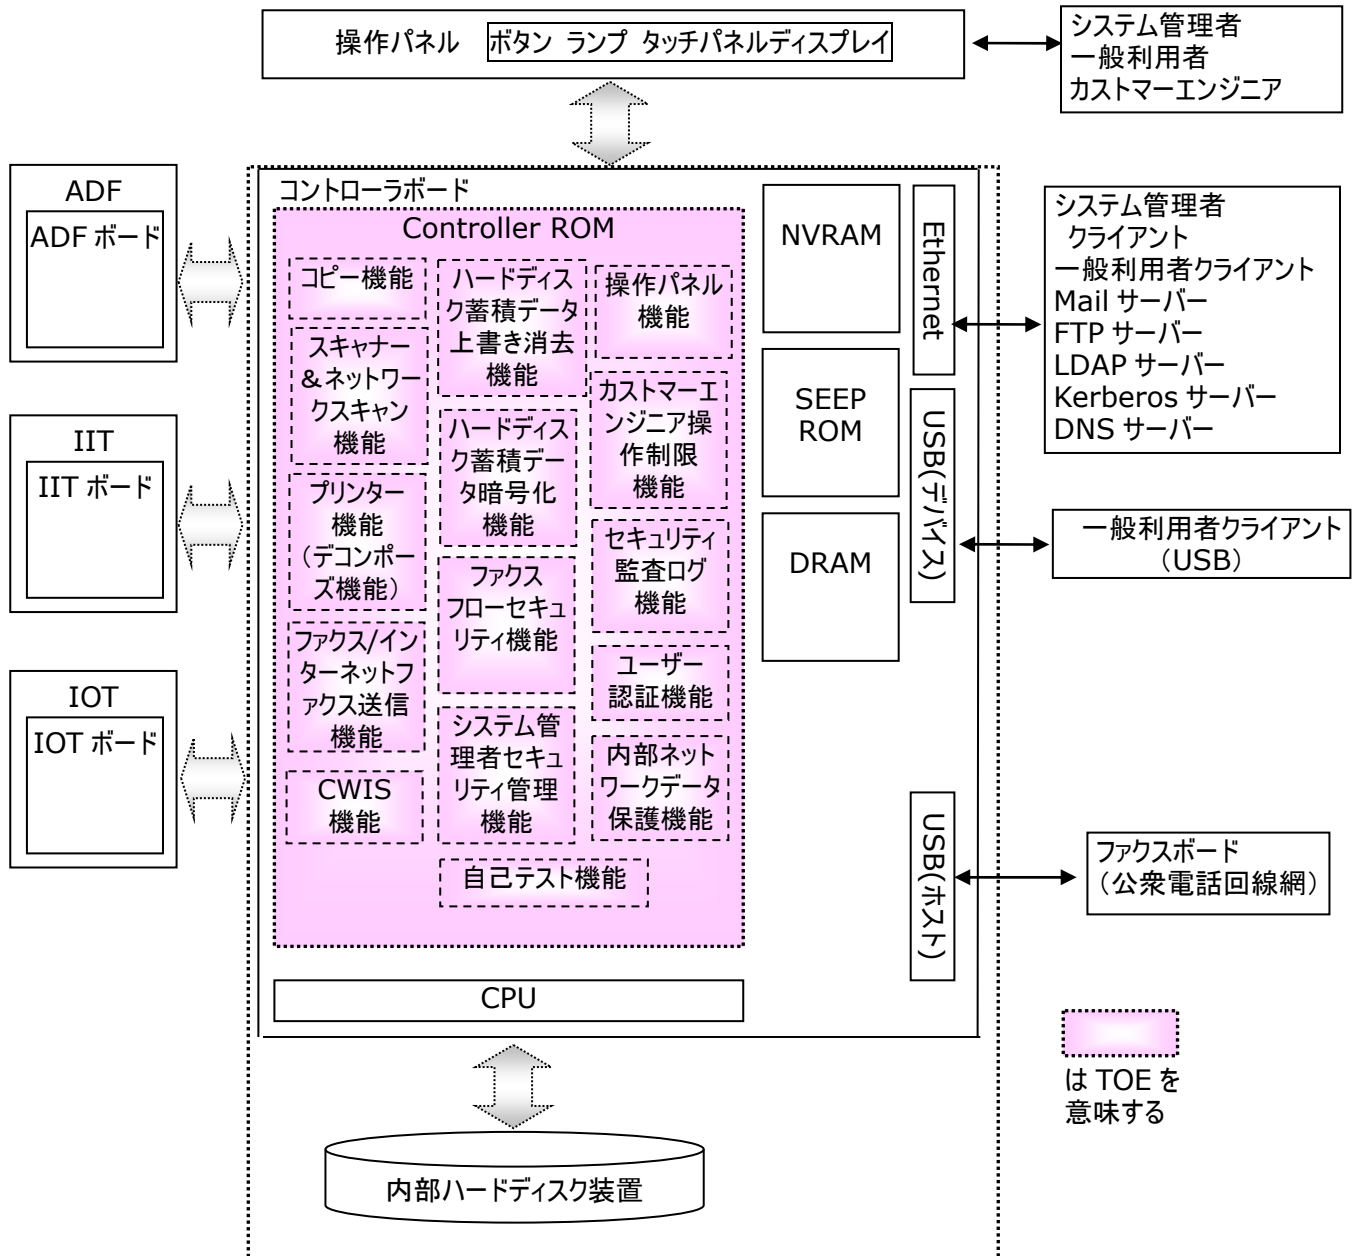 操作パネル ボタン ランプ タッチパネルディスプレイ
システム管理者
一般利用者
カストマーエンジニア
ADF
ADF ボード
IIT
IIT ボード
IOT
IOT ボード
コントローラボード
Controller ROM
コピー機能
スキャナー
＆ネットワー
クスキャン
機能
プリンター
機能
（デコンポー
ズ機能）
ファクス/イン
ターネットフ
ァクス送信
機能
CWIS
機能
ハードディス
ク蓄積データ
上書き消去
機能
ハードディス
ク蓄積デー
タ暗号化
機能
ファクス
フローセキュ
リティ機能
システム管
理者セキュ
リティ管理
機能
自己テスト機能
操作パネル
機能
カストマーエ
ンジニア操
作制限
機能
セキュリティ
監査ログ
機能
ユーザー
認証機能
内部ネット
ワークデータ
保護機能
CPU
NVRAM
SEEP
ROM
DRAM
Ethernet
USB(デバイス)
USB(ホスト)
システム管理者
クライアント
一般利用者クライアント
Mail サーバー
FTP サーバー
LDAP サーバー
Kerberos サーバー
DNS サーバー
一般利用者クライアント
（USB）
ファクスボード
（公衆電話回線網）
は TOE を
意味する
内部ハードディスク装置